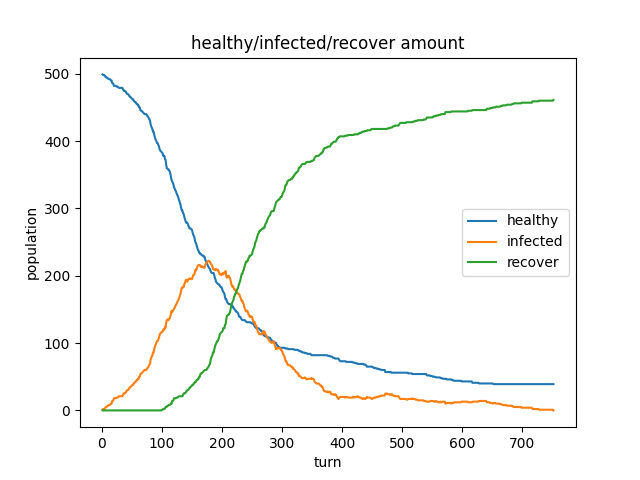 healthy/infected/recover amount
population
500
400
300
200
100
0
healthy
infected
recover
0 100 200 300 400 500 600 700
turn